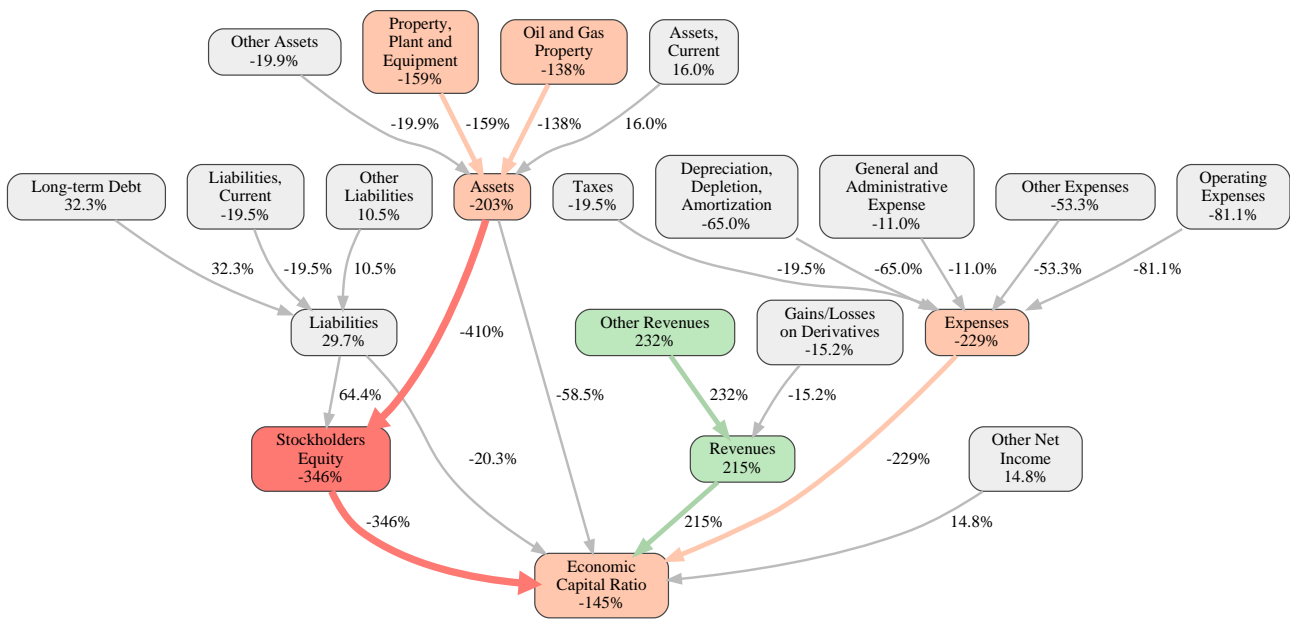 Other Assets
-19.9%
Property,
Plant and
Equipment
-159%
Oil and Gas
Property
-138%
Assets,
Current
16.0%
-19.9%
-159%
-138%
16.0%
Long-term Debt
32.3%
Liabilities,
Current
-19.5%
Other
Liabilities
10.5%
Assets
-203%
Taxes
-19.5%
Depreciation,
Depletion,
Amortization
-65.0%
General and
Administrative
Expense
-11.0%
Other Expenses
-53.3%
Operating
Expenses
-81.1%
32.3%
-19.5%
10.5%
-19.5%
-65.0%
-11.0%
-53.3%
-81.1%
Liabilities
29.7%
-410%
Other Revenues
232%
Gains/Losses
on Derivatives
-15.2%
Expenses
-229%
64.4%
-58.5%
232%
-15.2%
Stockholders
Equity
-346%
-20.3%
Revenues
215%
-229%
Other Net
Income
14.8%
-346%
215%
14.8%
Economic
Capital Ratio
-145%